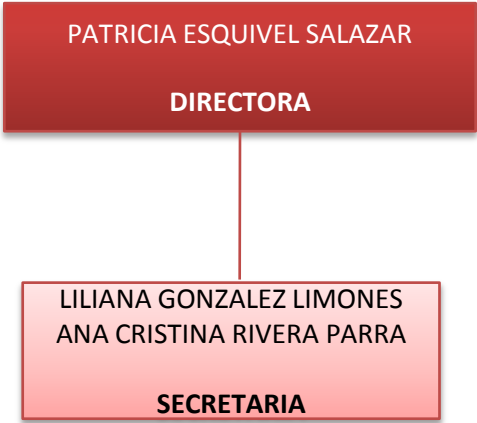 PATRICIA ESQUIVEL SALAZAR
DIRECTORA
LILIANA GONZALEZ LIMONES
ANA CRISTINA RIVERA PARRA
SECRETARIA